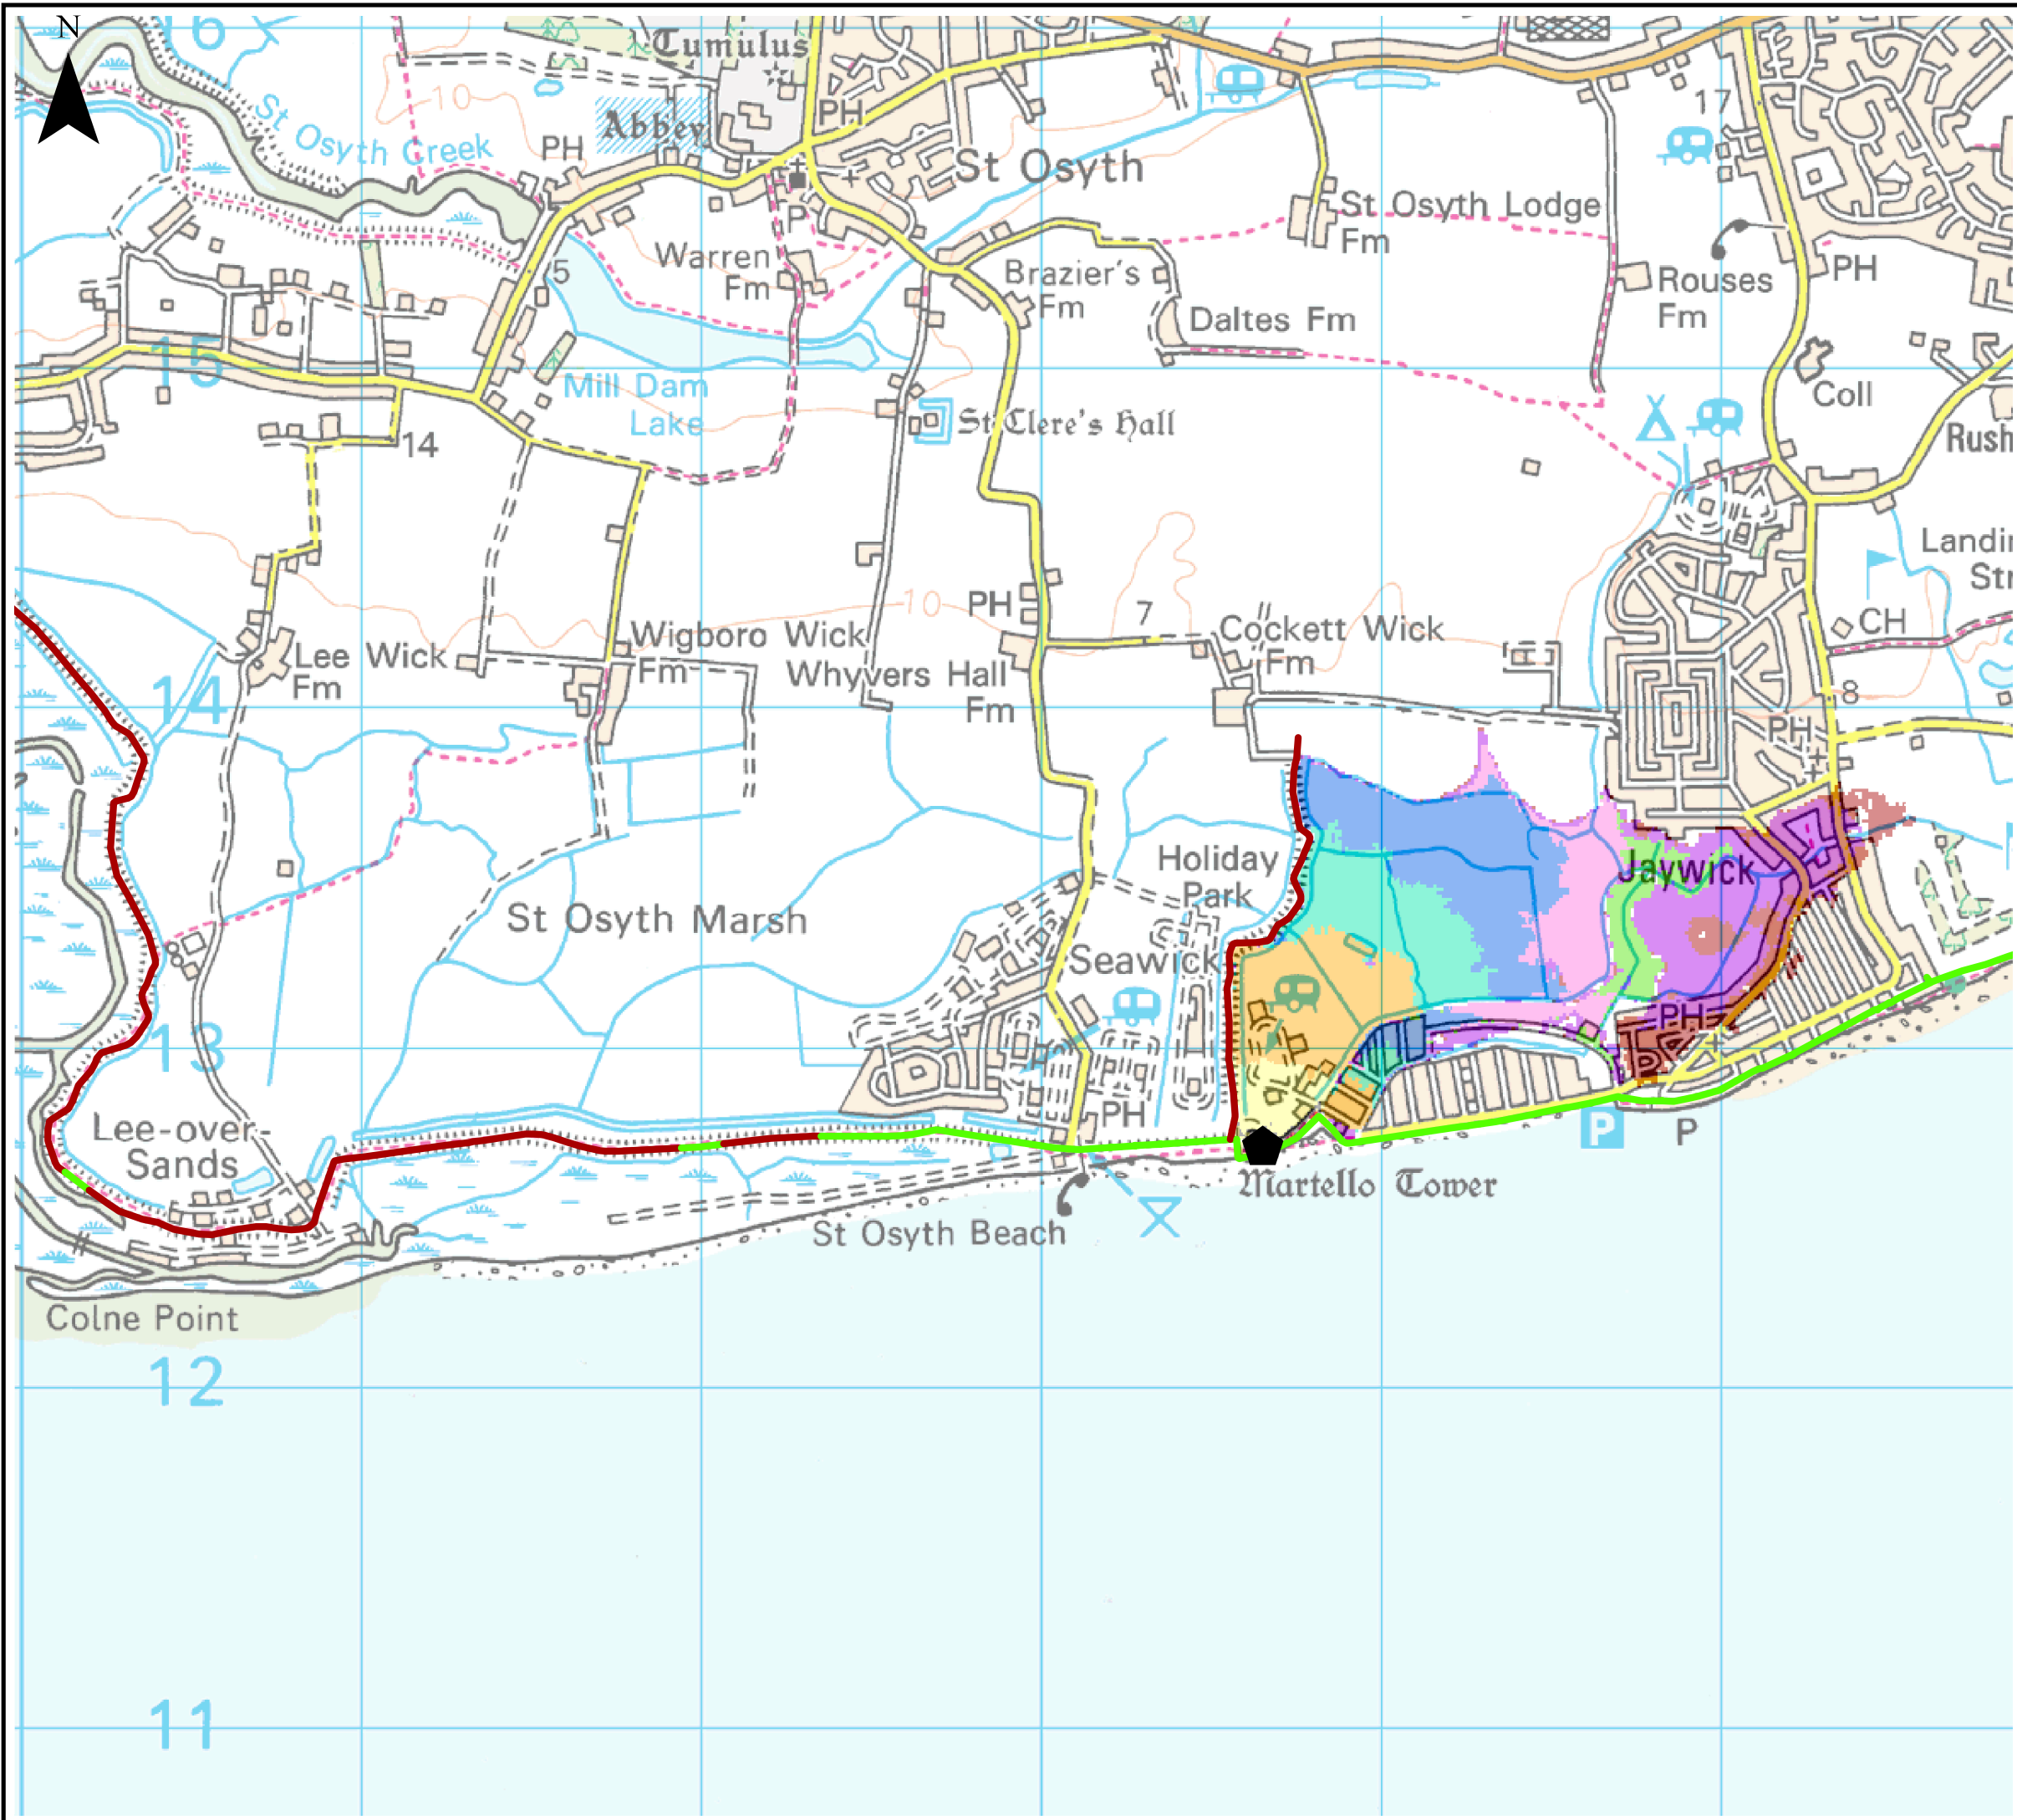 N
16
Tumulus
10
St Osyth Creek
Abbey
PH
PH
St Osyth
17
P
St Osyth Lodge
Fm
Warren
Fm
5
Brazier's
Fm
Rouses
Fm
PH
Daltes Fm
15
Mill Dam
Lake
St Clere's Hall
Coll
Rush
14
Landin
Str
10
PH
7
CH
Cockett Wick
Fm
Lee Wick
Fm
Wigboro Wick
Fm
Whyvers Hall
Fm
14
8
PH
Holiday
Park
Jaywick
St Osyth Marsh
Seawick
PH
13
PH
Lee-over-
Sands
P
P
Martello Tower
St Osyth Beach
Colne Point
12
11